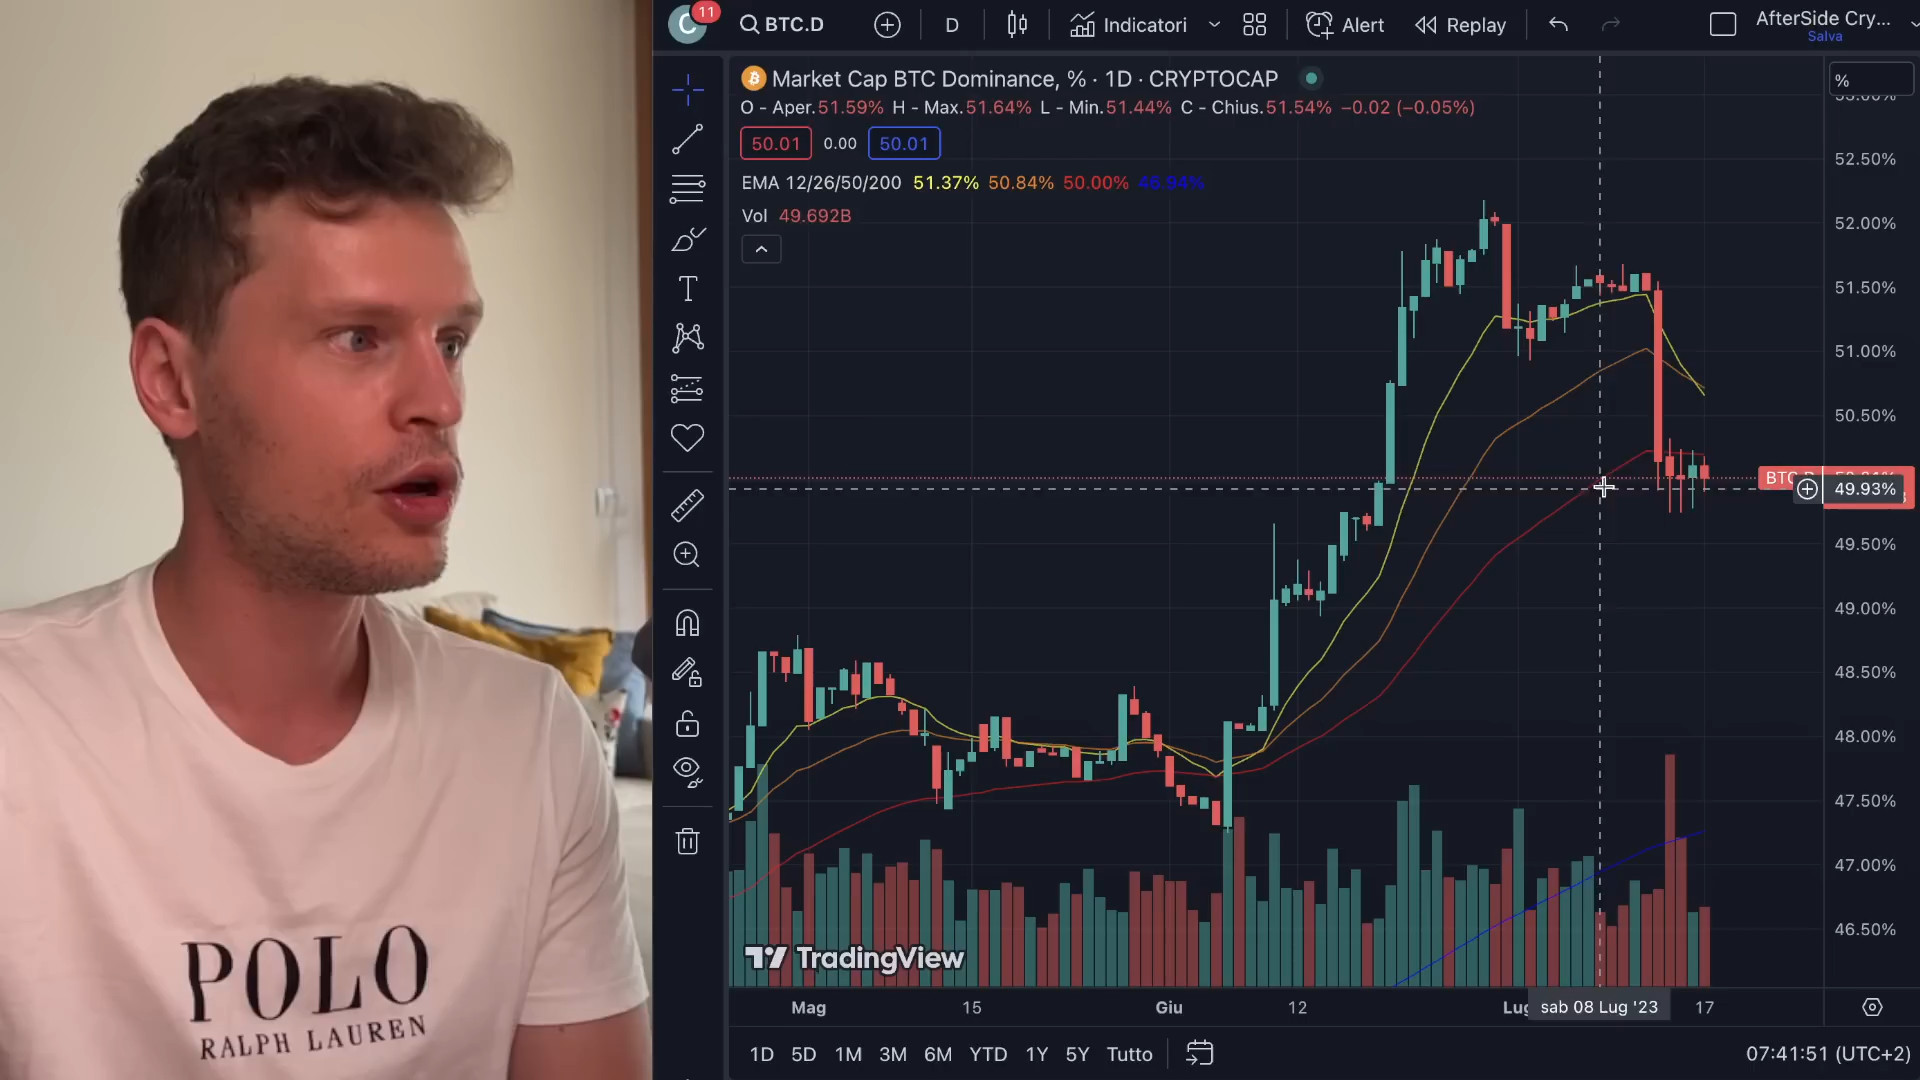 C
11
BTC.D
D
Indicatori
Alert
Replay
AfterSide Cry...
Salva
Market Cap BTC Dominance, % · 1D · CRYPTOCAP
%
O - Aper.51.59% H - Max.51.64% L - Min.51.44% C - Chius.51.54% −0.02 (−0.05%)
50.01
0.00
50.01
EMA 12/26/50/200 51.37% 50.84% 50.00% 46.94%
Vol 49.692B
52.50%
52.00%
51.50%
51.00%
50.50%
49.93%
49.50%
49.00%
48.50%
48.00%
47.50%
47.00%
46.50%
TradingView
Mag
15
Giu
12
Lug
sab 08 Lug '23
17
1D
5D
1M
3M
6M
YTD
1Y
5Y
Tutto
07:41:51 (UTC+2)
POLO
RALPH LAUREN